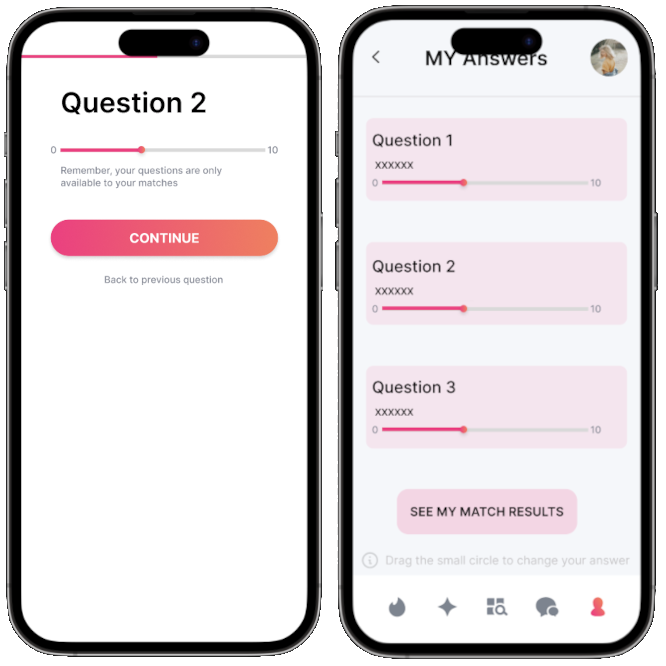 Question 2
0 10
Remember, your questions are only
available to your matches
CONTINUE
Back to previous question
MY Answers
Question 1
xxxxxx
0 10
Question 2
xxxxxx
0 10
Question 3
xxxxxx
0 10
SEE MY MATCH RESULTS
Drag the small circle to change your answer